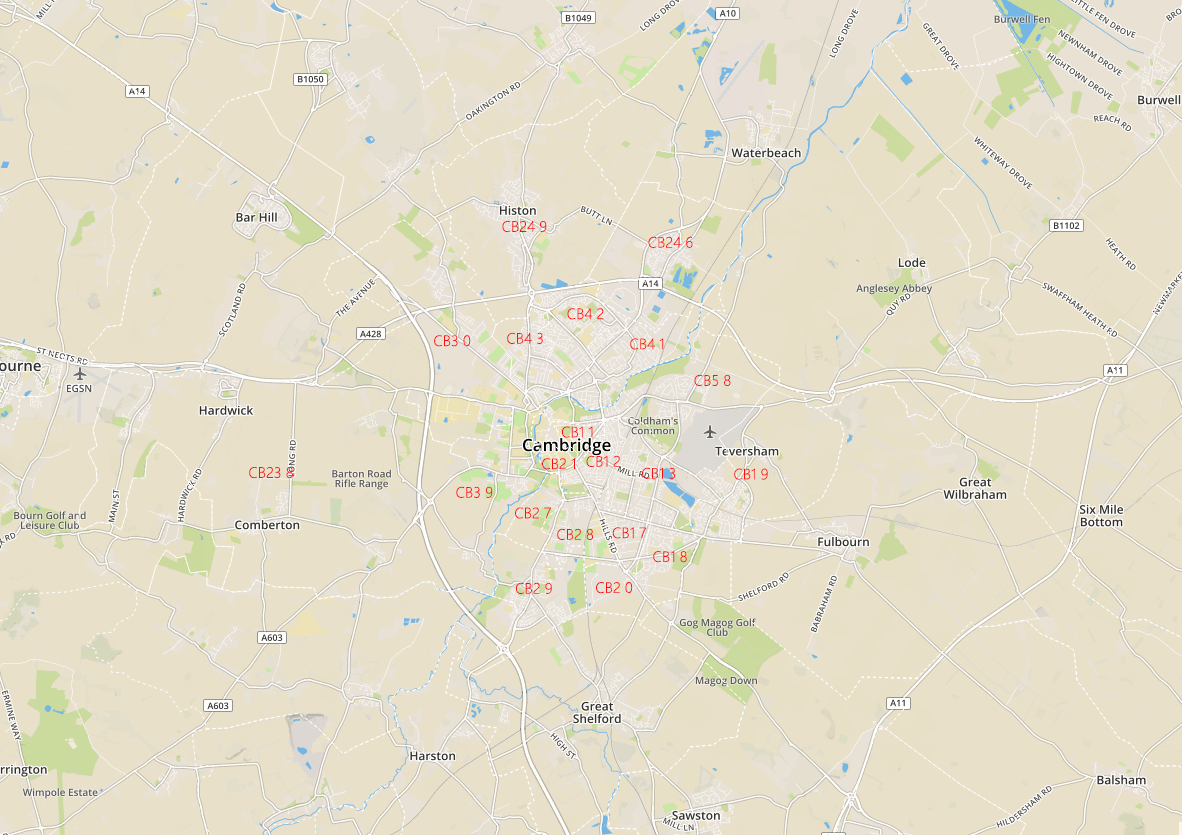 B1049
LONG DROVE
A10
LONG DROVE
GREAT DROVE
Burwell Fen
LITTLE FEN DROVE
NEWNHAM DROVE
HIGHTOWN DROVE
Burwell
REACH RD
MILL
B1050
A14
OAKINGTON RD
Waterbeach
WHITEWAY DROVE
Bar Hill
Histon
CB24 9
BUTT LN
CB24 6
B1102
HEATH RD
Lode
Anglesey Abbey
QUY RD
SWAFFHAM HEATH RD
NEWMARKE
A14
SCOTLAND RD
THE AVENUE
A428
CB3 0
CB4 3
CB4 2
CB4 1
ST NEOTS RD
ourne
EGSN
Hardwick
CB5 8
A11
Coldham's
Common
CB1 1
Cambridge
Teversham
CB2 1
CB1 2
MILL RD
CB1 3
CB1 9
CB23 8
LONG RD
Barton Road
Rifle Range
HARDWICK RD
MAIN ST
Bourn Golf and
Leisure Club
Comberton
CB3 9
CB2 7
CB2 8
HILLS RD
CB1 7
CB1 8
Great
Wilbraham
Six Mile
Bottom
Fulbourn
CB2 9
CB2 0
SHELFORD RD
BABRAHAM RD
A603
Gog Magog Golf
Club
Magog Down
A603
Great
Shelford
A11
ERMINE WAY
HIGH ST
Harston
rrington
Wimpole Estate
Balsham
HILDERSHAM RD
Sawston
MILL LN